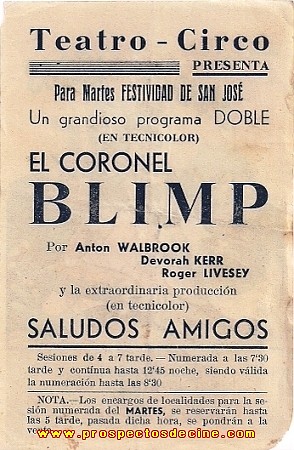 Teatro - Circo
PRESENTA
Para Martes FESTIVIDAD DE SAN JOSÉ
Un grandioso programa DOBLE
(EN TECNICOLOR)
EL CORONEL
BLIMP
Por Anton WALBROOK
Devorah KERR
Roger LIVESEY
y la extraordinaria producción
(en tecnicolor)
SALUDOS AMIGOS
Sesiones de 4 a 7 tarde. — Numerada a las 7'30
tarde y contínua hasta 12'45 noche, siendo válida
la numeración hasta las 8'30
NOTA.—Los encargos de localidades para la se-
sión numerada del MARTES, se reservarán hasta
las 5 tarde, pasada dicha hora, se pondrán a la
venta
www.prospectosdecine.com